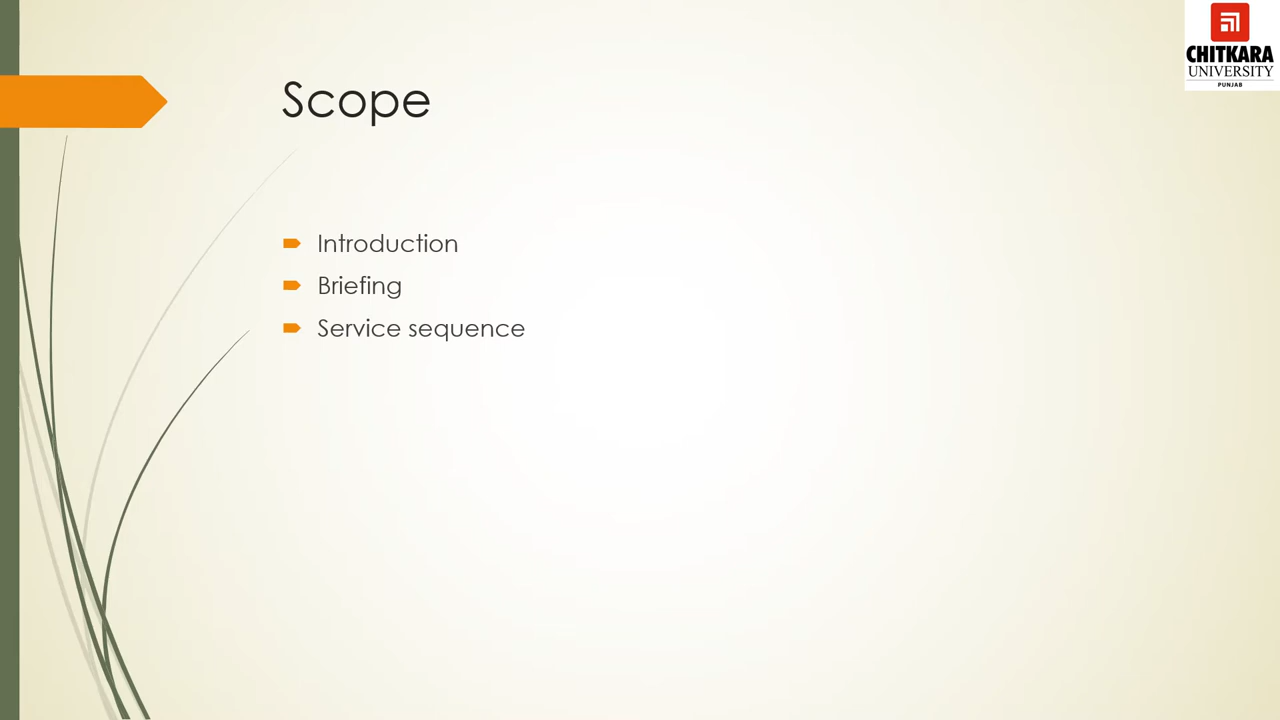 CHITKARA
UNIVERSITY
PUNJAB
Scope
Introduction
Briefing
Service sequence